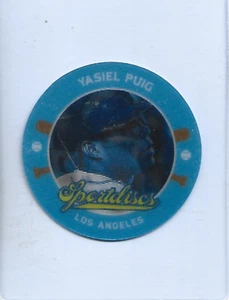 YASIEL PUIG
Sportdiscs
LOS ANGELES